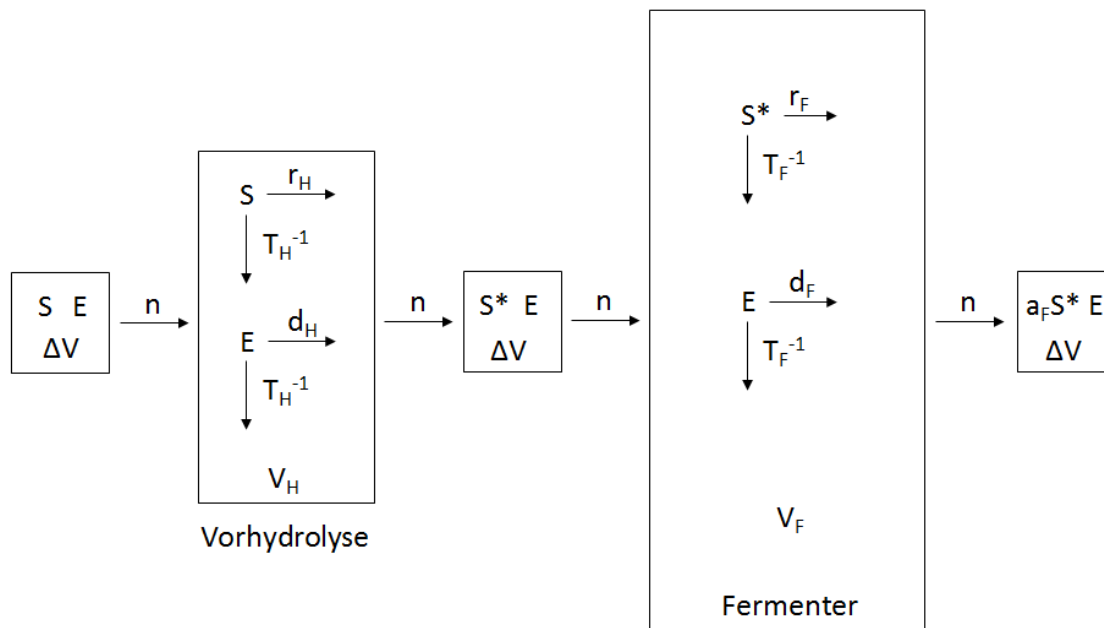 S E
ΔV
n
S
r_H
T_H^-1
E
d_H
T_H^-1
V_H
Vorhydrolyse
n
S* E
ΔV
n
S*
r_F
T_F^-1
E
d_F
T_F^-1
V_F
Fermenter
n
a_FS* E
ΔV